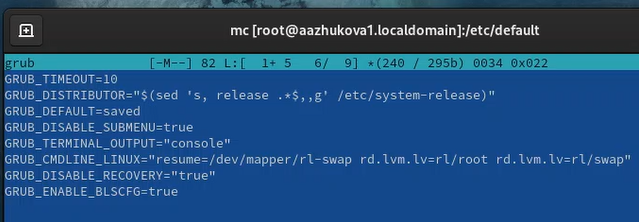 mc [root@aazhukova1.localdomain]:/etc/default
grub [-M--] 82 L:[ 1+ 5 6/ 9] *(240 / 295b) 0034 0x022
GRUB_TIMEOUT=10
GRUB_DISTRIBUTOR="$(sed 's, release .*$,,g' /etc/system-release)"
GRUB_DEFAULT=saved
GRUB_DISABLE_SUBMENU=true
GRUB_TERMINAL_OUTPUT="console"
GRUB_CMDLINE_LINUX="resume=/dev/mapper/rl-swap rd.lvm.lv=rl/root rd.lvm.lv=rl/swap"
GRUB_DISABLE_RECOVERY="true"
GRUB_ENABLE_BLSCFG=true